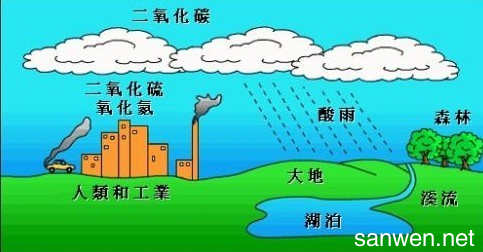 二氧化碳
二氧化硫
氧化氨
酸雨
森林
人類和工業
大地
溪流
湖泊
sanwen.net